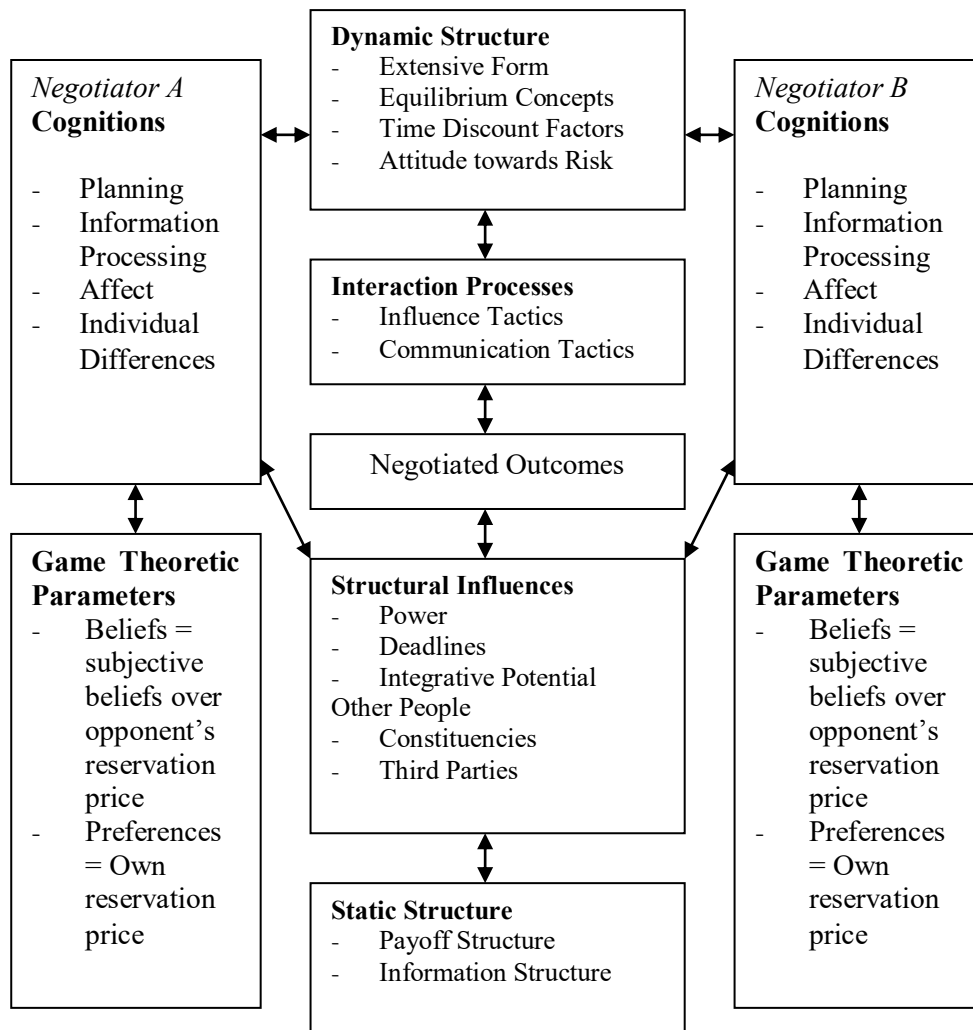 Negotiator A
Cognitions
- Planning
- Information
Processing
- Affect
- Individual
Differences
Dynamic Structure
- Extensive Form
- Equilibrium Concepts
- Time Discount Factors
- Attitude towards Risk
Negotiator B
Cognitions
- Planning
- Information
Processing
- Affect
- Individual
Differences
Interaction Processes
- Influence Tactics
- Communication Tactics
Negotiated Outcomes
Game Theoretic
Parameters
- Beliefs =
subjective
beliefs over
opponent’s
reservation
price
- Preferences
= Own
reservation
price
Structural Influences
- Power
- Deadlines
- Integrative Potential
Other People
- Constituencies
- Third Parties
Game Theoretic
Parameters
- Beliefs =
subjective
beliefs over
opponent’s
reservation
price
- Preferences
= Own
reservation
price
Static Structure
- Payoff Structure
- Information Structure